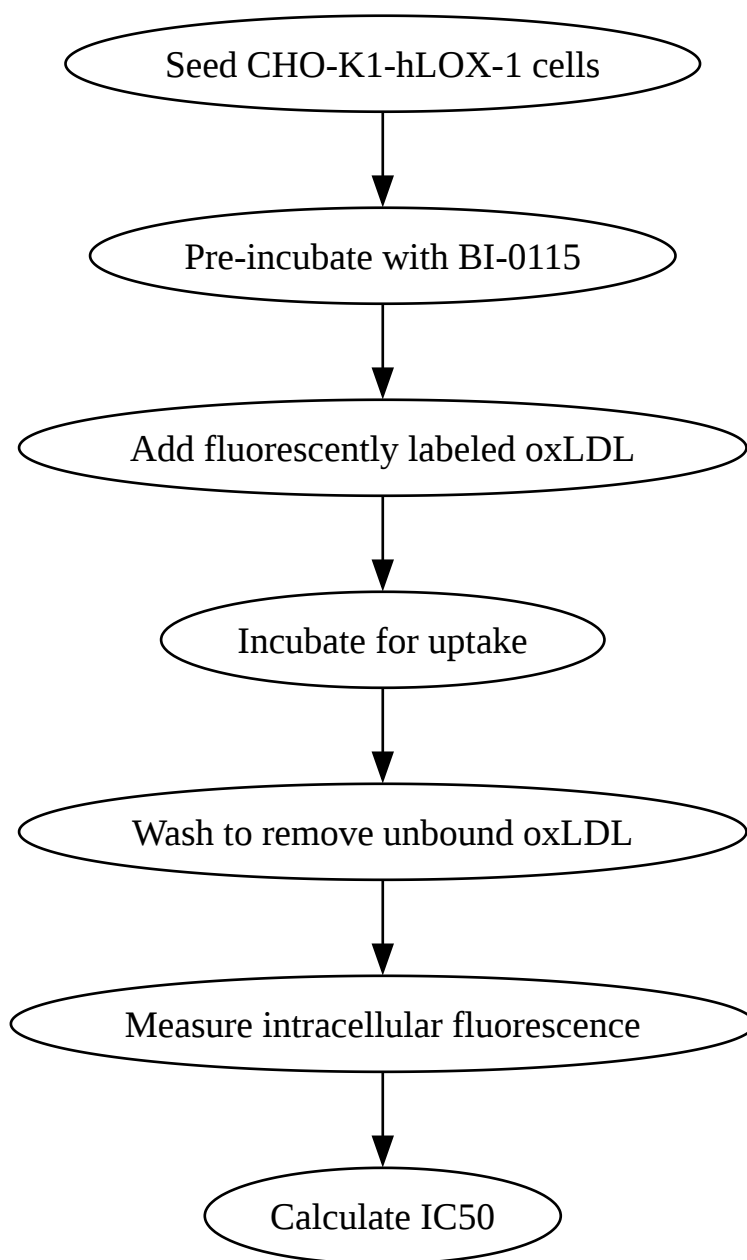 Seed CHO-K1-hLOX-1 cells
Pre-incubate with BI-0115
Add fluorescently labeled oxLDL
Incubate for uptake
Wash to remove unbound oxLDL
Measure intracellular fluorescence
Calculate IC50